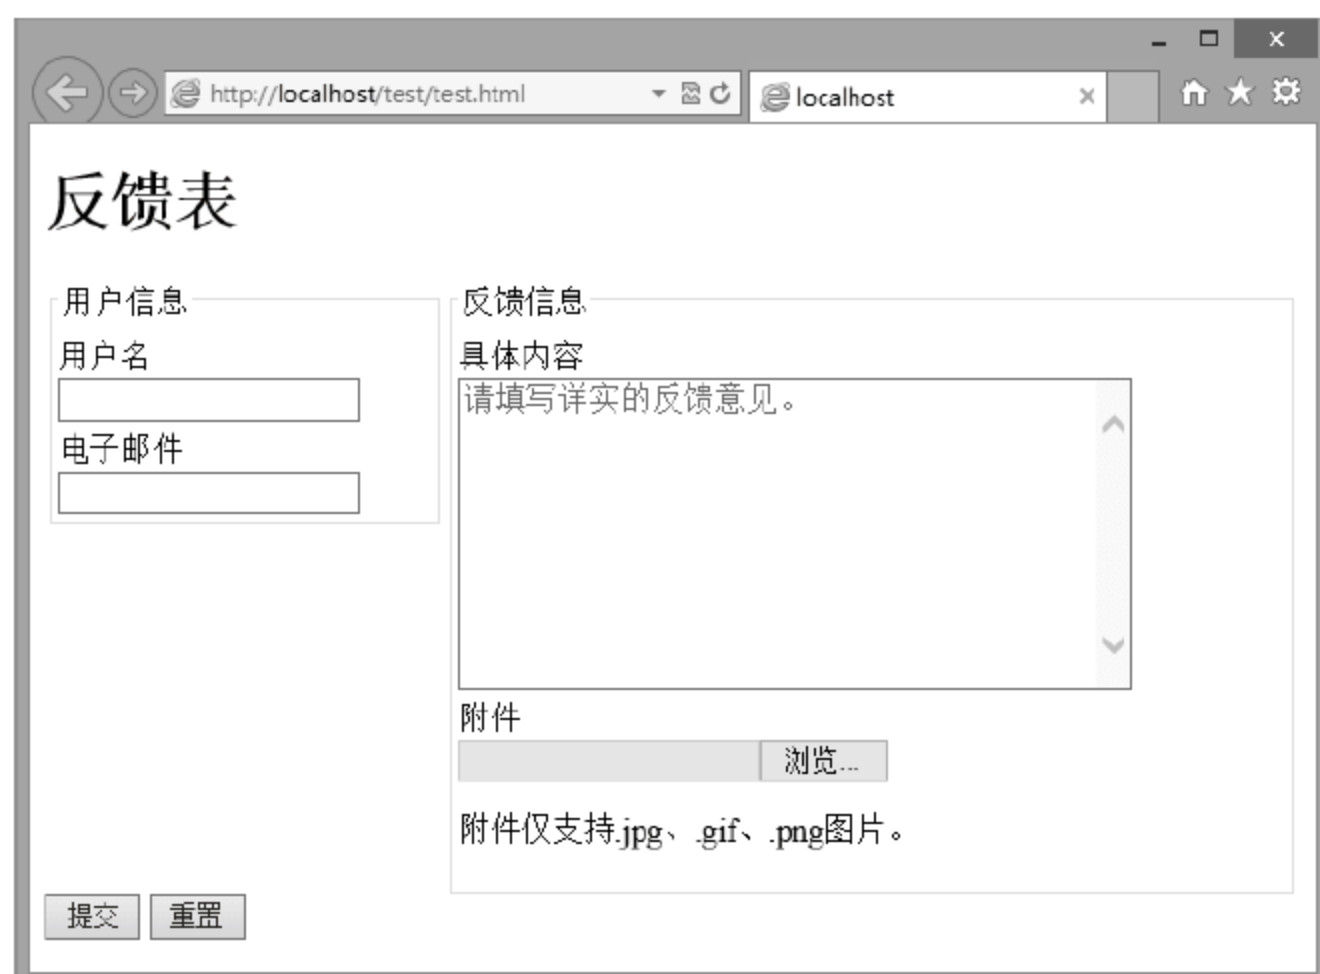 http://localhost/test/test.html
localhost
反馈表
用户信息
用户名
电子邮件
反馈信息
具体内容
请填写详实的反馈意见。
附件
浏览...
附件仅支持.jpg、.gif、.png图片。
提交 重置